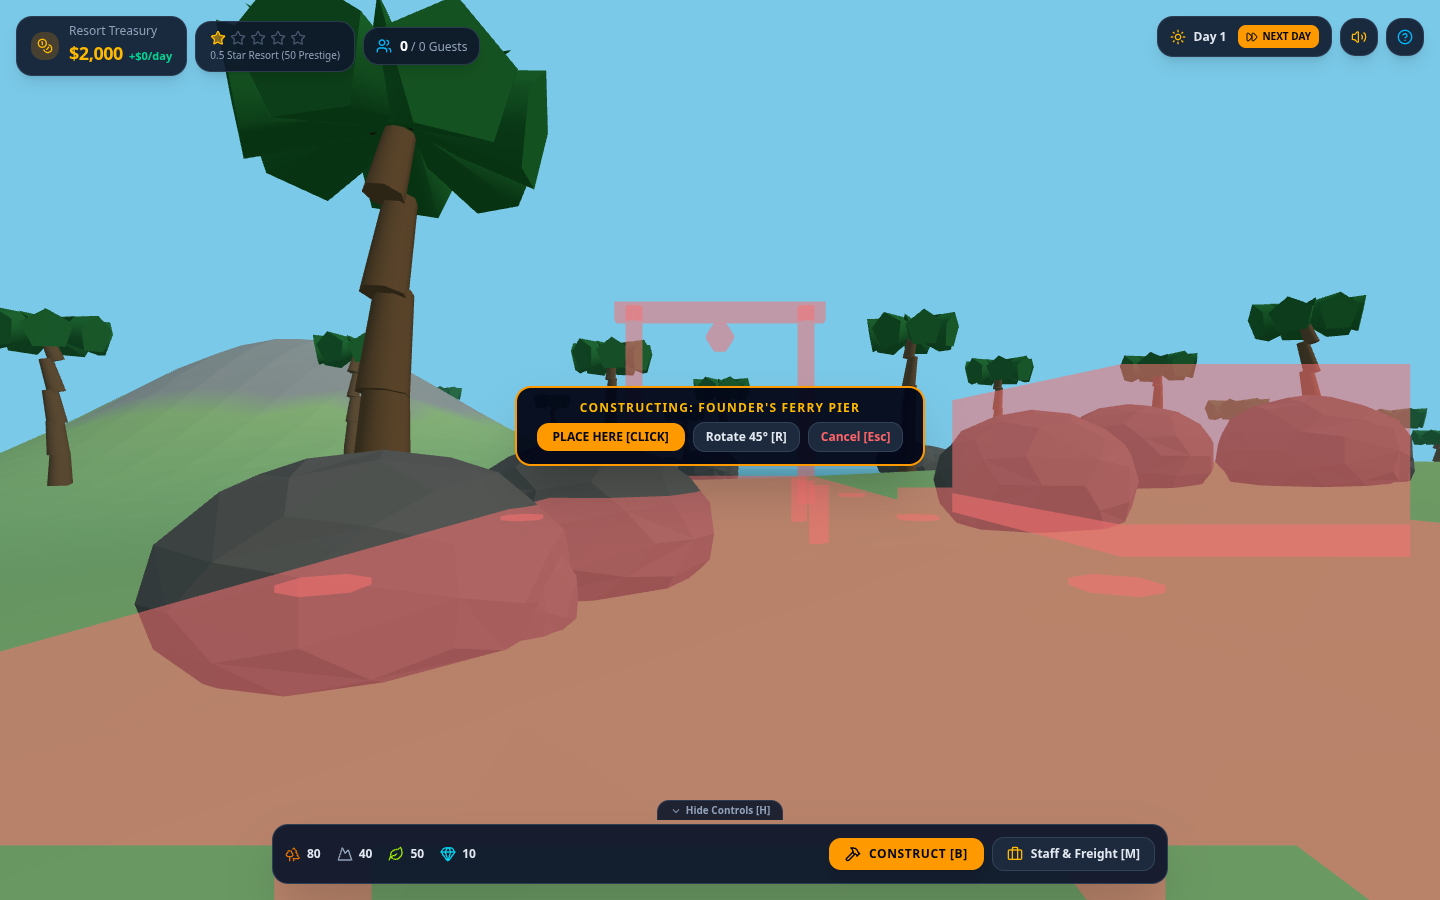 Resort Treasury
$2,000 +$0/day
0.5 Star Resort (50 Prestige)
0 / 0 Guests
Day 1
NEXT DAY
CONSTRUCTING: FOUNDER'S FERRY PIER
PLACE HERE [CLICK]
Rotate 45° [R]
Cancel [Esc]
Hide Controls [H]
80
40
50
10
CONSTRUCT [B]
Staff & Freight [M]